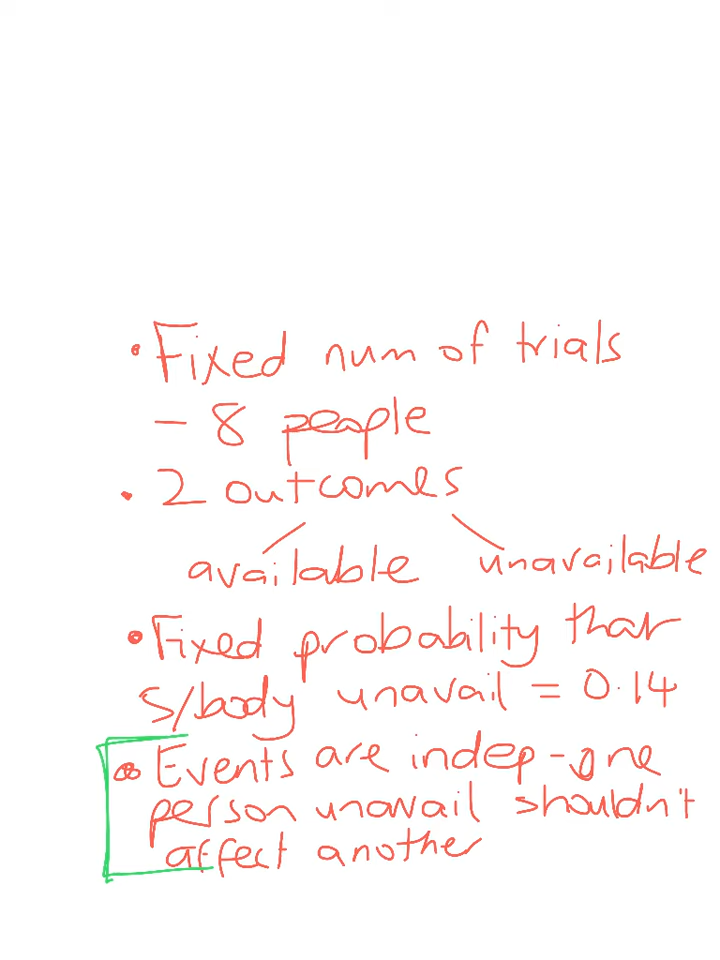 • Fixed num of trials
- 8 people
• 2 outcomes
available unavailable
• Fixed probability that
s/body unavail = 0.14
• Events are indep - one
person unavail shouldn't
affect another